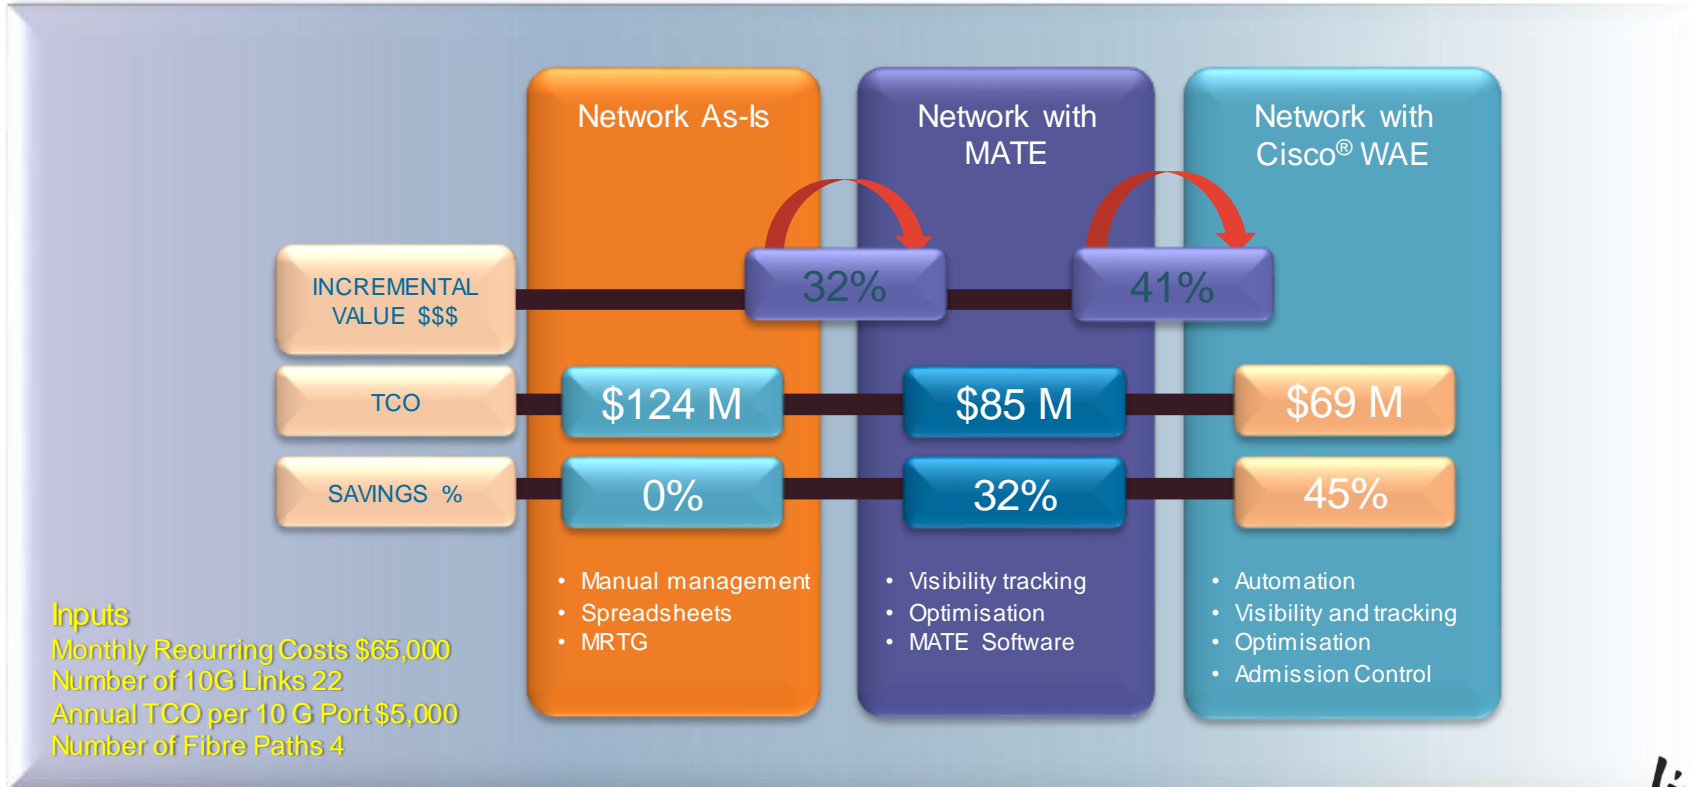 Network As-Is
Network with
MATE
Network with
Cisco® WAE
INCREMENTAL
VALUE $$$
32%
41%
TCO
$124 M
$85 M
$69 M
SAVINGS %
0%
32%
45%
• Manual management
• Spreadsheets
• MRTG
• Visibility tracking
• Optimisation
• MATE Software
• Automation
• Visibility and tracking
• Optimisation
• Admission Control
Inputs
Monthly Recurring Costs $65,000
Number of 10G Links 22
Annual TCO per 10 G Port $5,000
Number of Fibre Paths 4